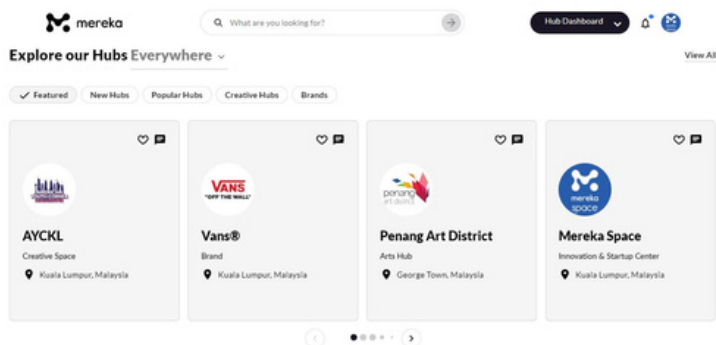 mereka
What are you looking for?
Hub Dashboard
Explore our Hubs Everywhere
View All
Featured
New Hubs
Popular Hubs
Creative Hubs
Brands
AYCKL
Creative Space
Kuala Lumpur, Malaysia
VANS
"OFF THE WALL"
Vans®
Brand
Kuala Lumpur, Malaysia
penang
art district
Penang Art District
Arts Hub
George Town, Malaysia
mereka
space
Mereka Space
Innovation & Startup Center
Kuala Lumpur, Malaysia